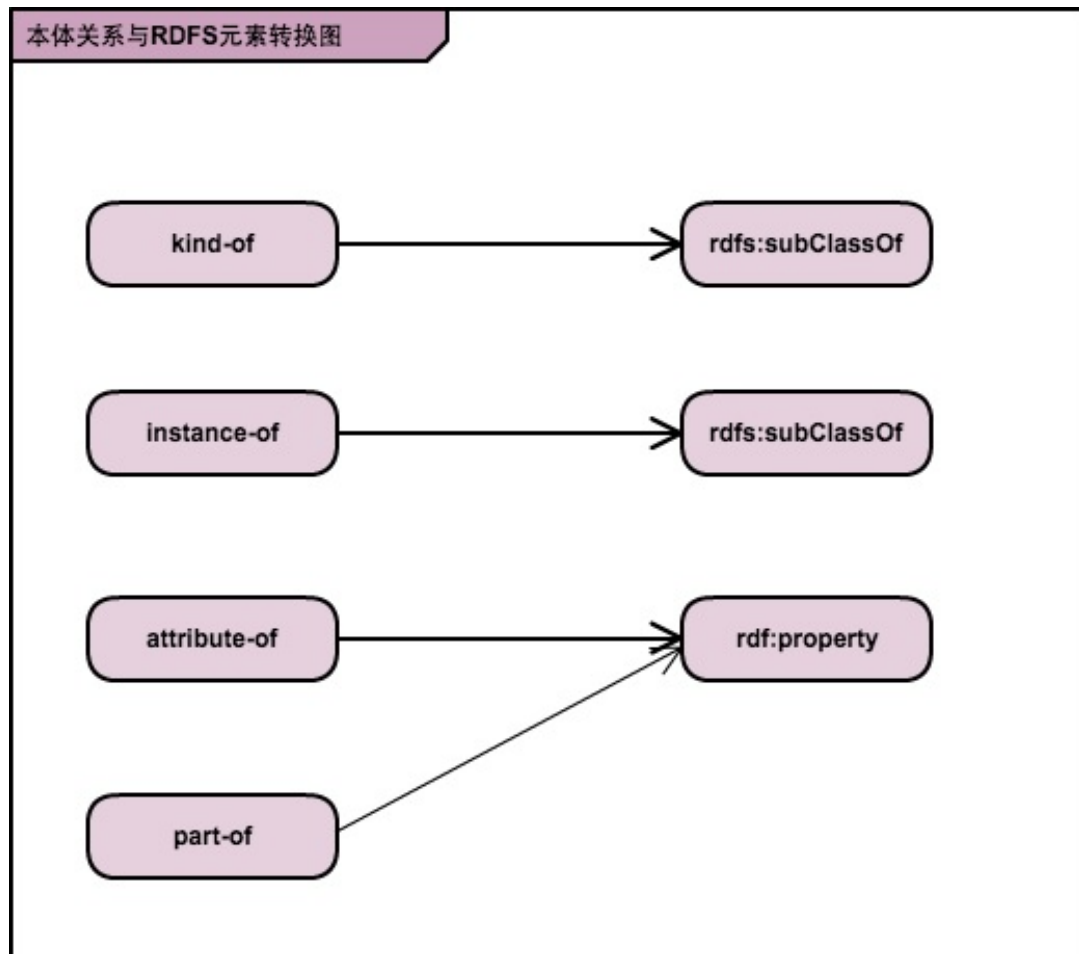 本体关系与RDFS元素转换图
kind-of
rdfs:subClassOf
instance-of
rdfs:subClassOf
attribute-of
rdf:property
part-of